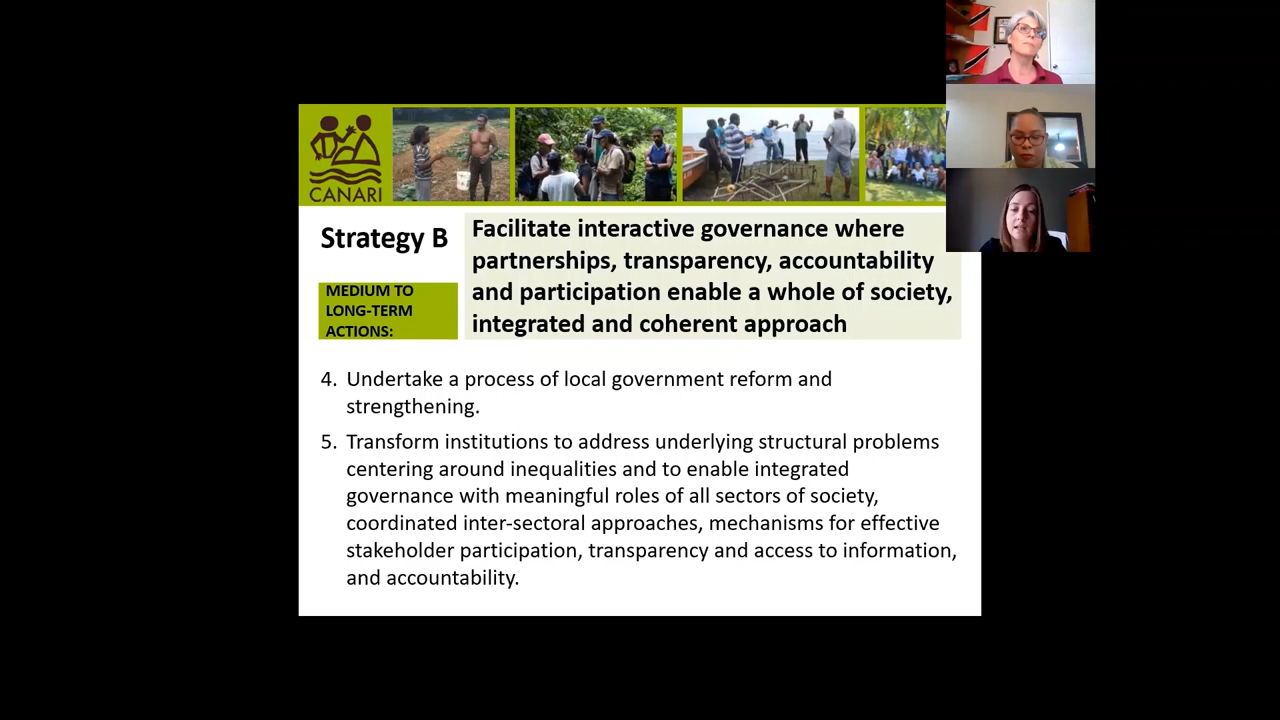 CANARI
Strategy B
MEDIUM TO
LONG-TERM
ACTIONS:
Facilitate interactive governance where
partnerships, transparency, accountability
and participation enable a whole of society,
integrated and coherent approach
4. Undertake a process of local government reform and
strengthening.
5. Transform institutions to address underlying structural problems
centering around inequalities and to enable integrated
governance with meaningful roles of all sectors of society,
coordinated inter-sectoral approaches, mechanisms for effective
stakeholder participation, transparency and access to information,
and accountability.